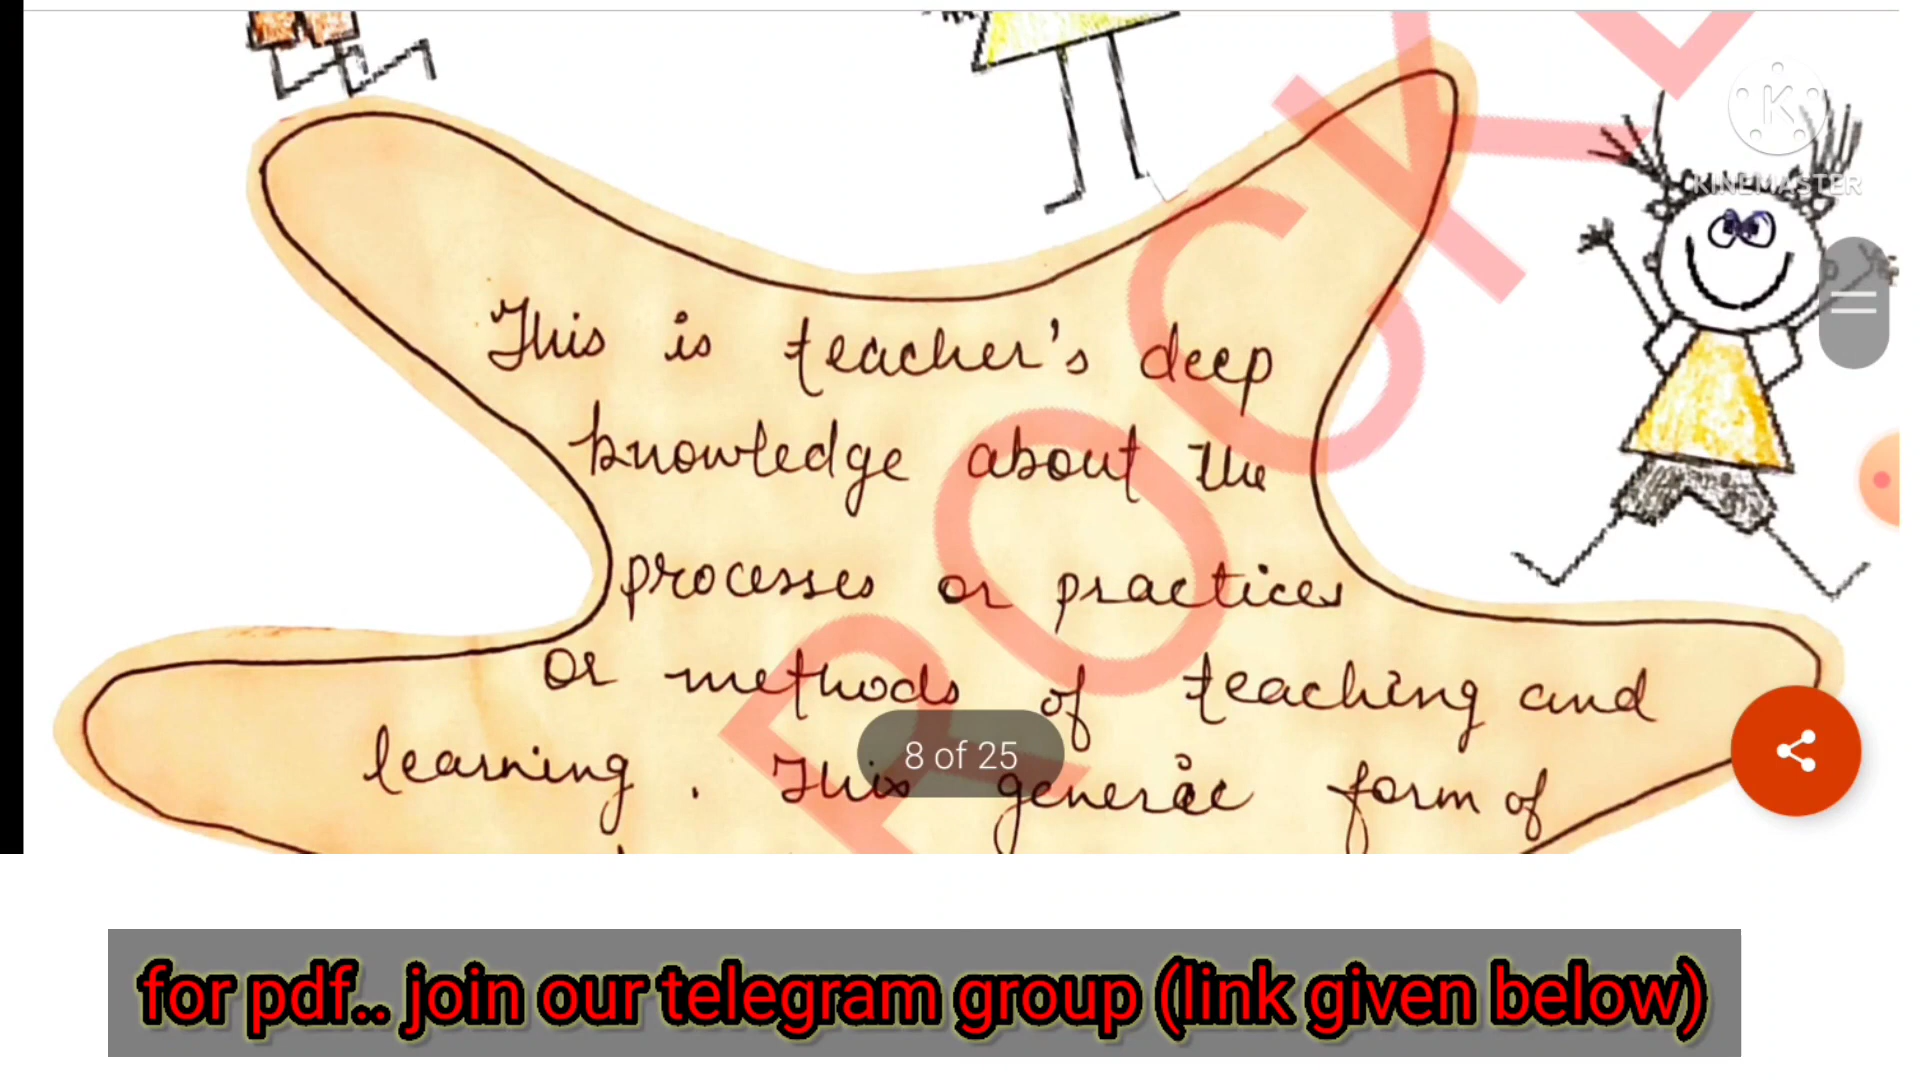 KINEMASTER
This is teacher's deep
knowledge about the
processes or practices
or methods of teaching and
learning. This generic form of
8 of 25
POCK
for pdf.. join our telegram group (link given below)